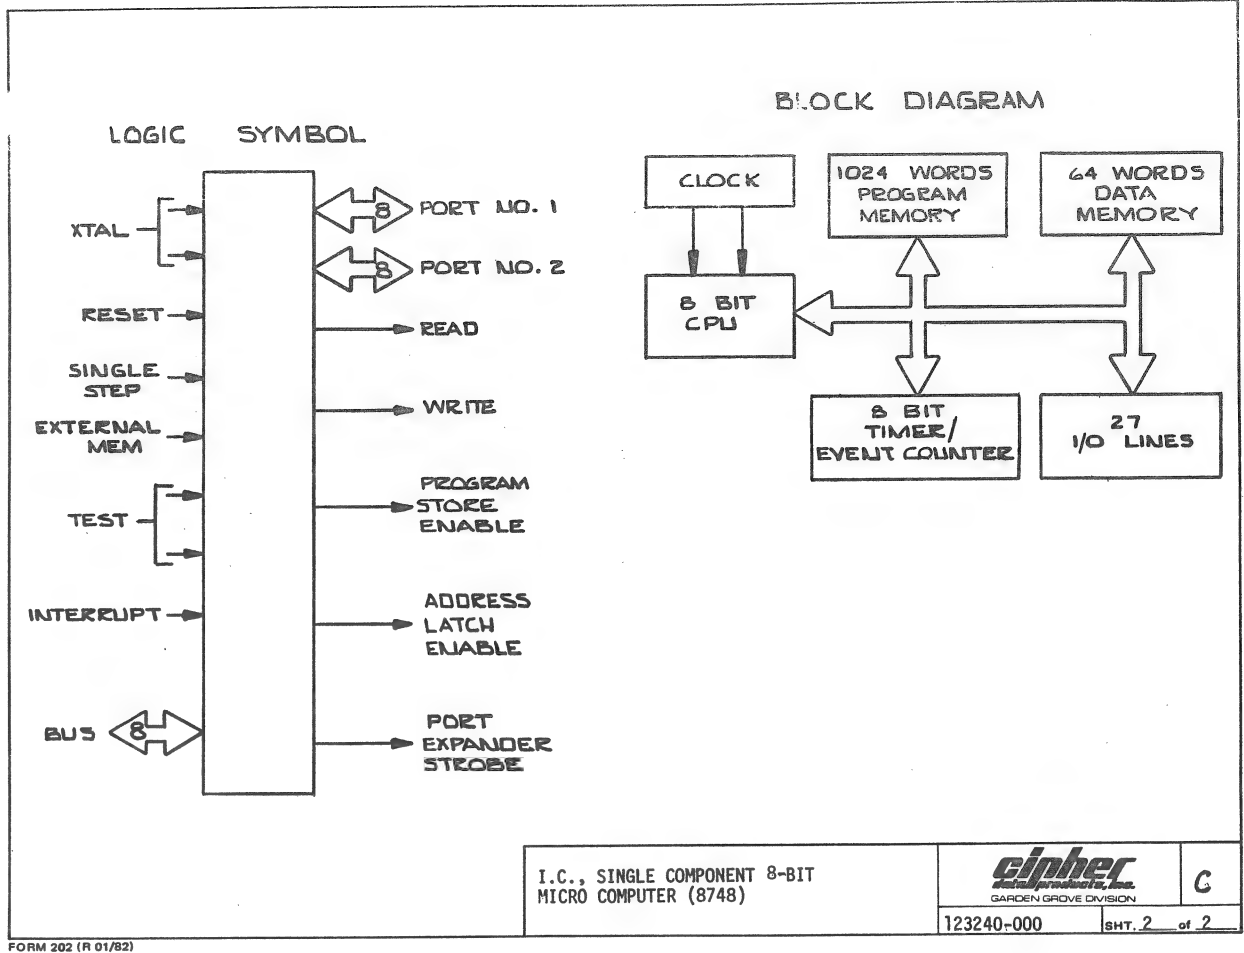 LOGIC SYMBOL
XTAL
RESET
SINGLE
STEP
EXTERNAL
MEM
TEST
INTERRUPT
BUS
8
8
PORT NO. 1
8
PORT NO. 2
READ
WRITE
PROGRAM
STORE
ENABLE
ADDRESS
LATCH
ENABLE
PORT
EXPANDER
STROBE
BLOCK DIAGRAM
CLOCK
1024 WORDS
PROGRAM
MEMORY
64 WORDS
DATA
MEMORY
8 BIT
CPU
8 BIT
TIMER/
EVENT COUNTER
27
I/O LINES
I.C., SINGLE COMPONENT 8-BIT
MICRO COMPUTER (8748)
cipher
data products, inc.
GARDEN GROVE DIVISION
C
123240-000
SHT. 2 of 2
FORM 202 (R 01/82)